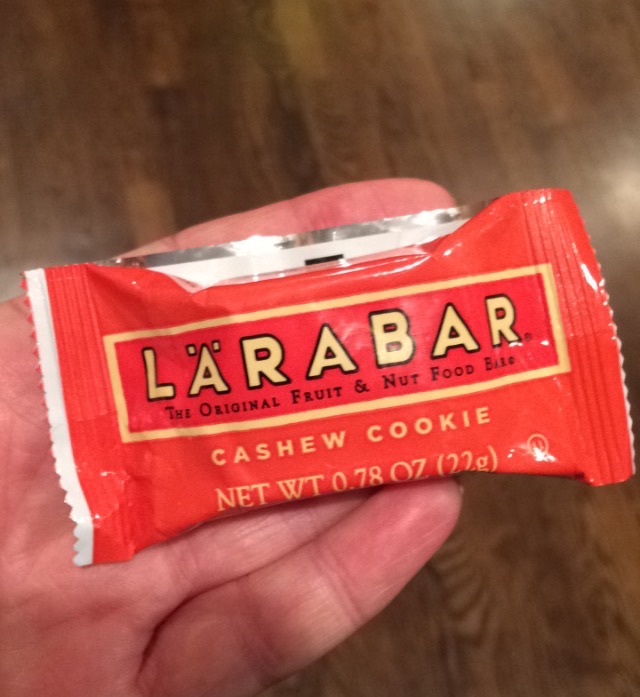 LÄRABAR®
THE ORIGINAL FRUIT & NUT FOOD BAR®
CASHEW COOKIE
NET WT 0.78 OZ (22g)